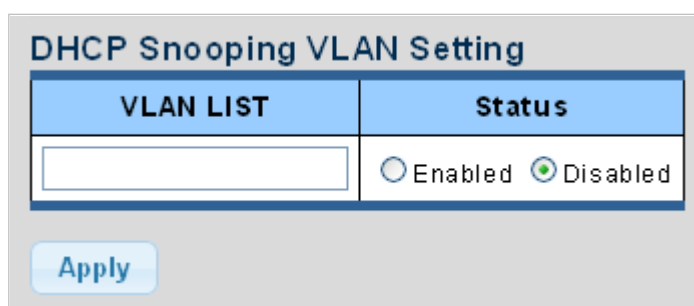 DHCP Snooping VLAN Setting
VLAN LIST Status
Enabled Disabled
Apply